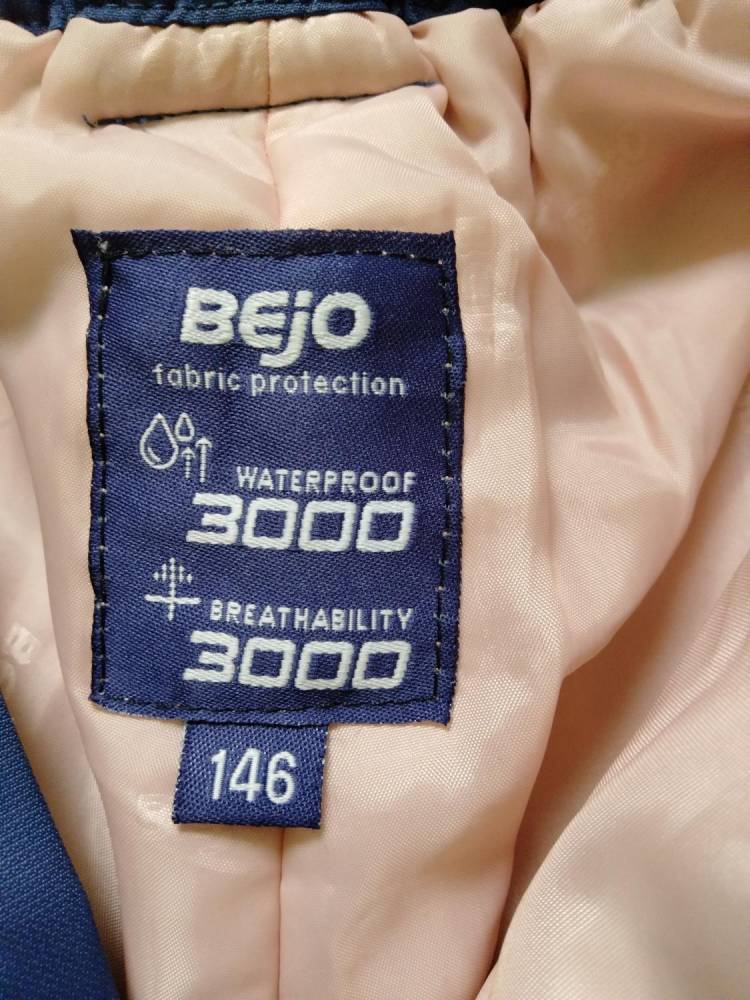 BEjO
fabric protection
WATERPROOF
3000
BREATHABILITY
3000
146